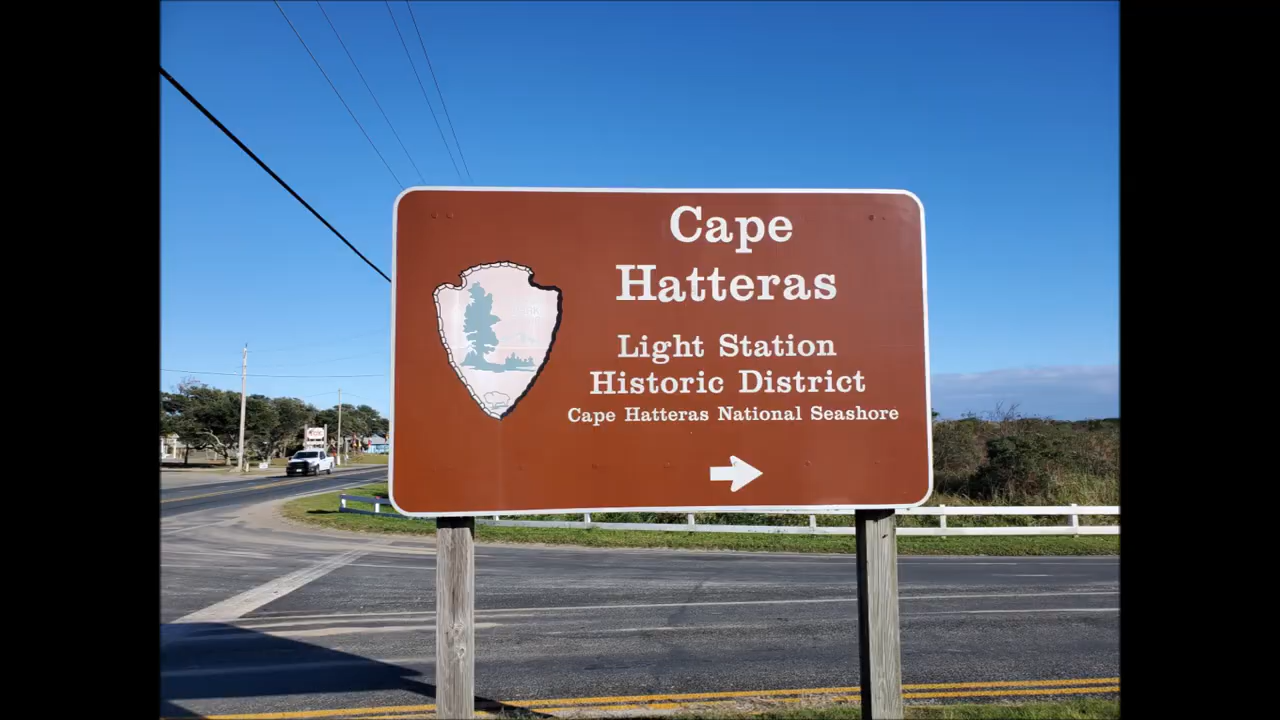 Cape
Hatteras
Light Station
Historic District
Cape Hatteras National Seashore